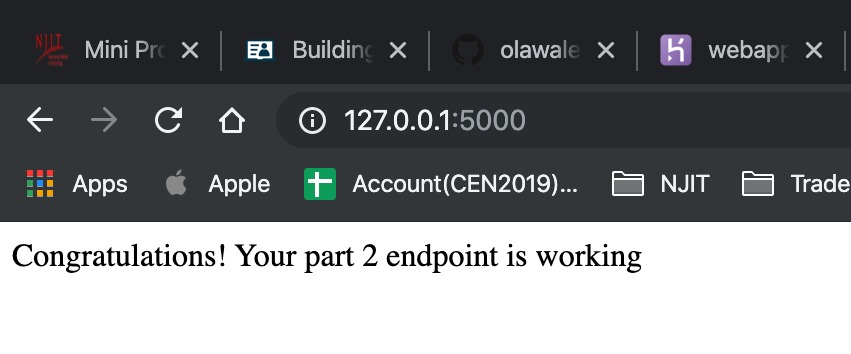 NJIT Mini Pro Building olawale webapp
127.0.0.1:5000
Apps Apple Account(CEN2019)... NJIT Trade
Congratulations! Your part 2 endpoint is working